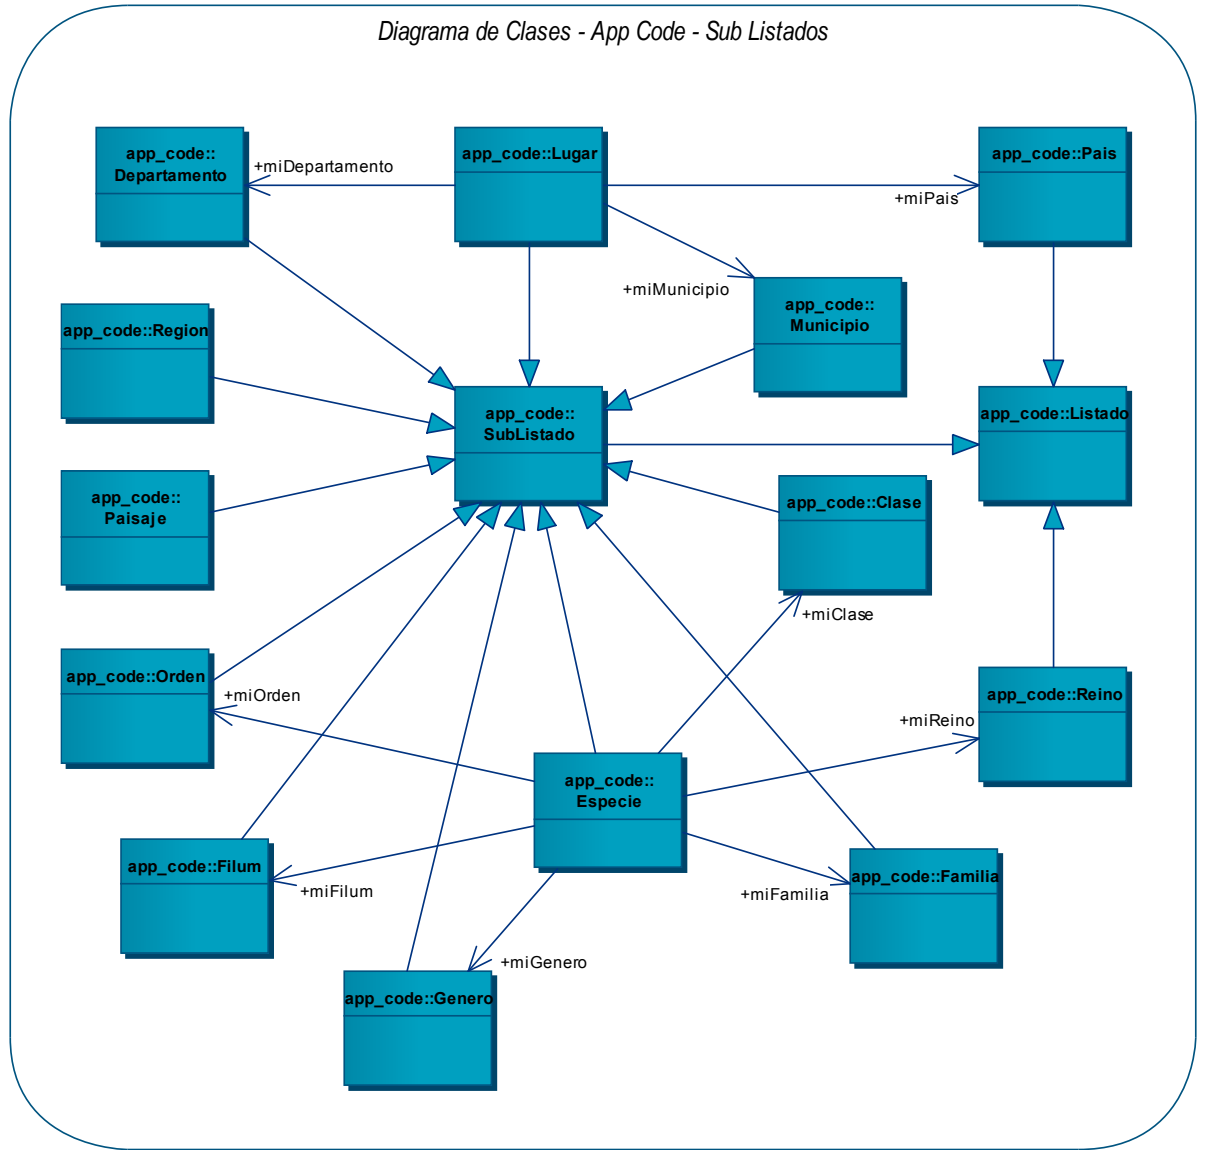 Diagrama de Clases - App Code - Sub Listados
app_code::
Departamento
+miDepartamento
app_code::Lugar
app_code::Pais
+miPais
+miMunicipio
app_code::
Municipio
app_code::Region
app_code::
SubListado
app_code::Listado
app_code::
Paisaje
app_code::Clase
+miClase
app_code::Orden
+miOrden
app_code::Reino
+miReino
app_code::
Especie
app_code::Filum
+miFilum
+miFamilia
app_code::Familia
+miGenero
app_code::Genero